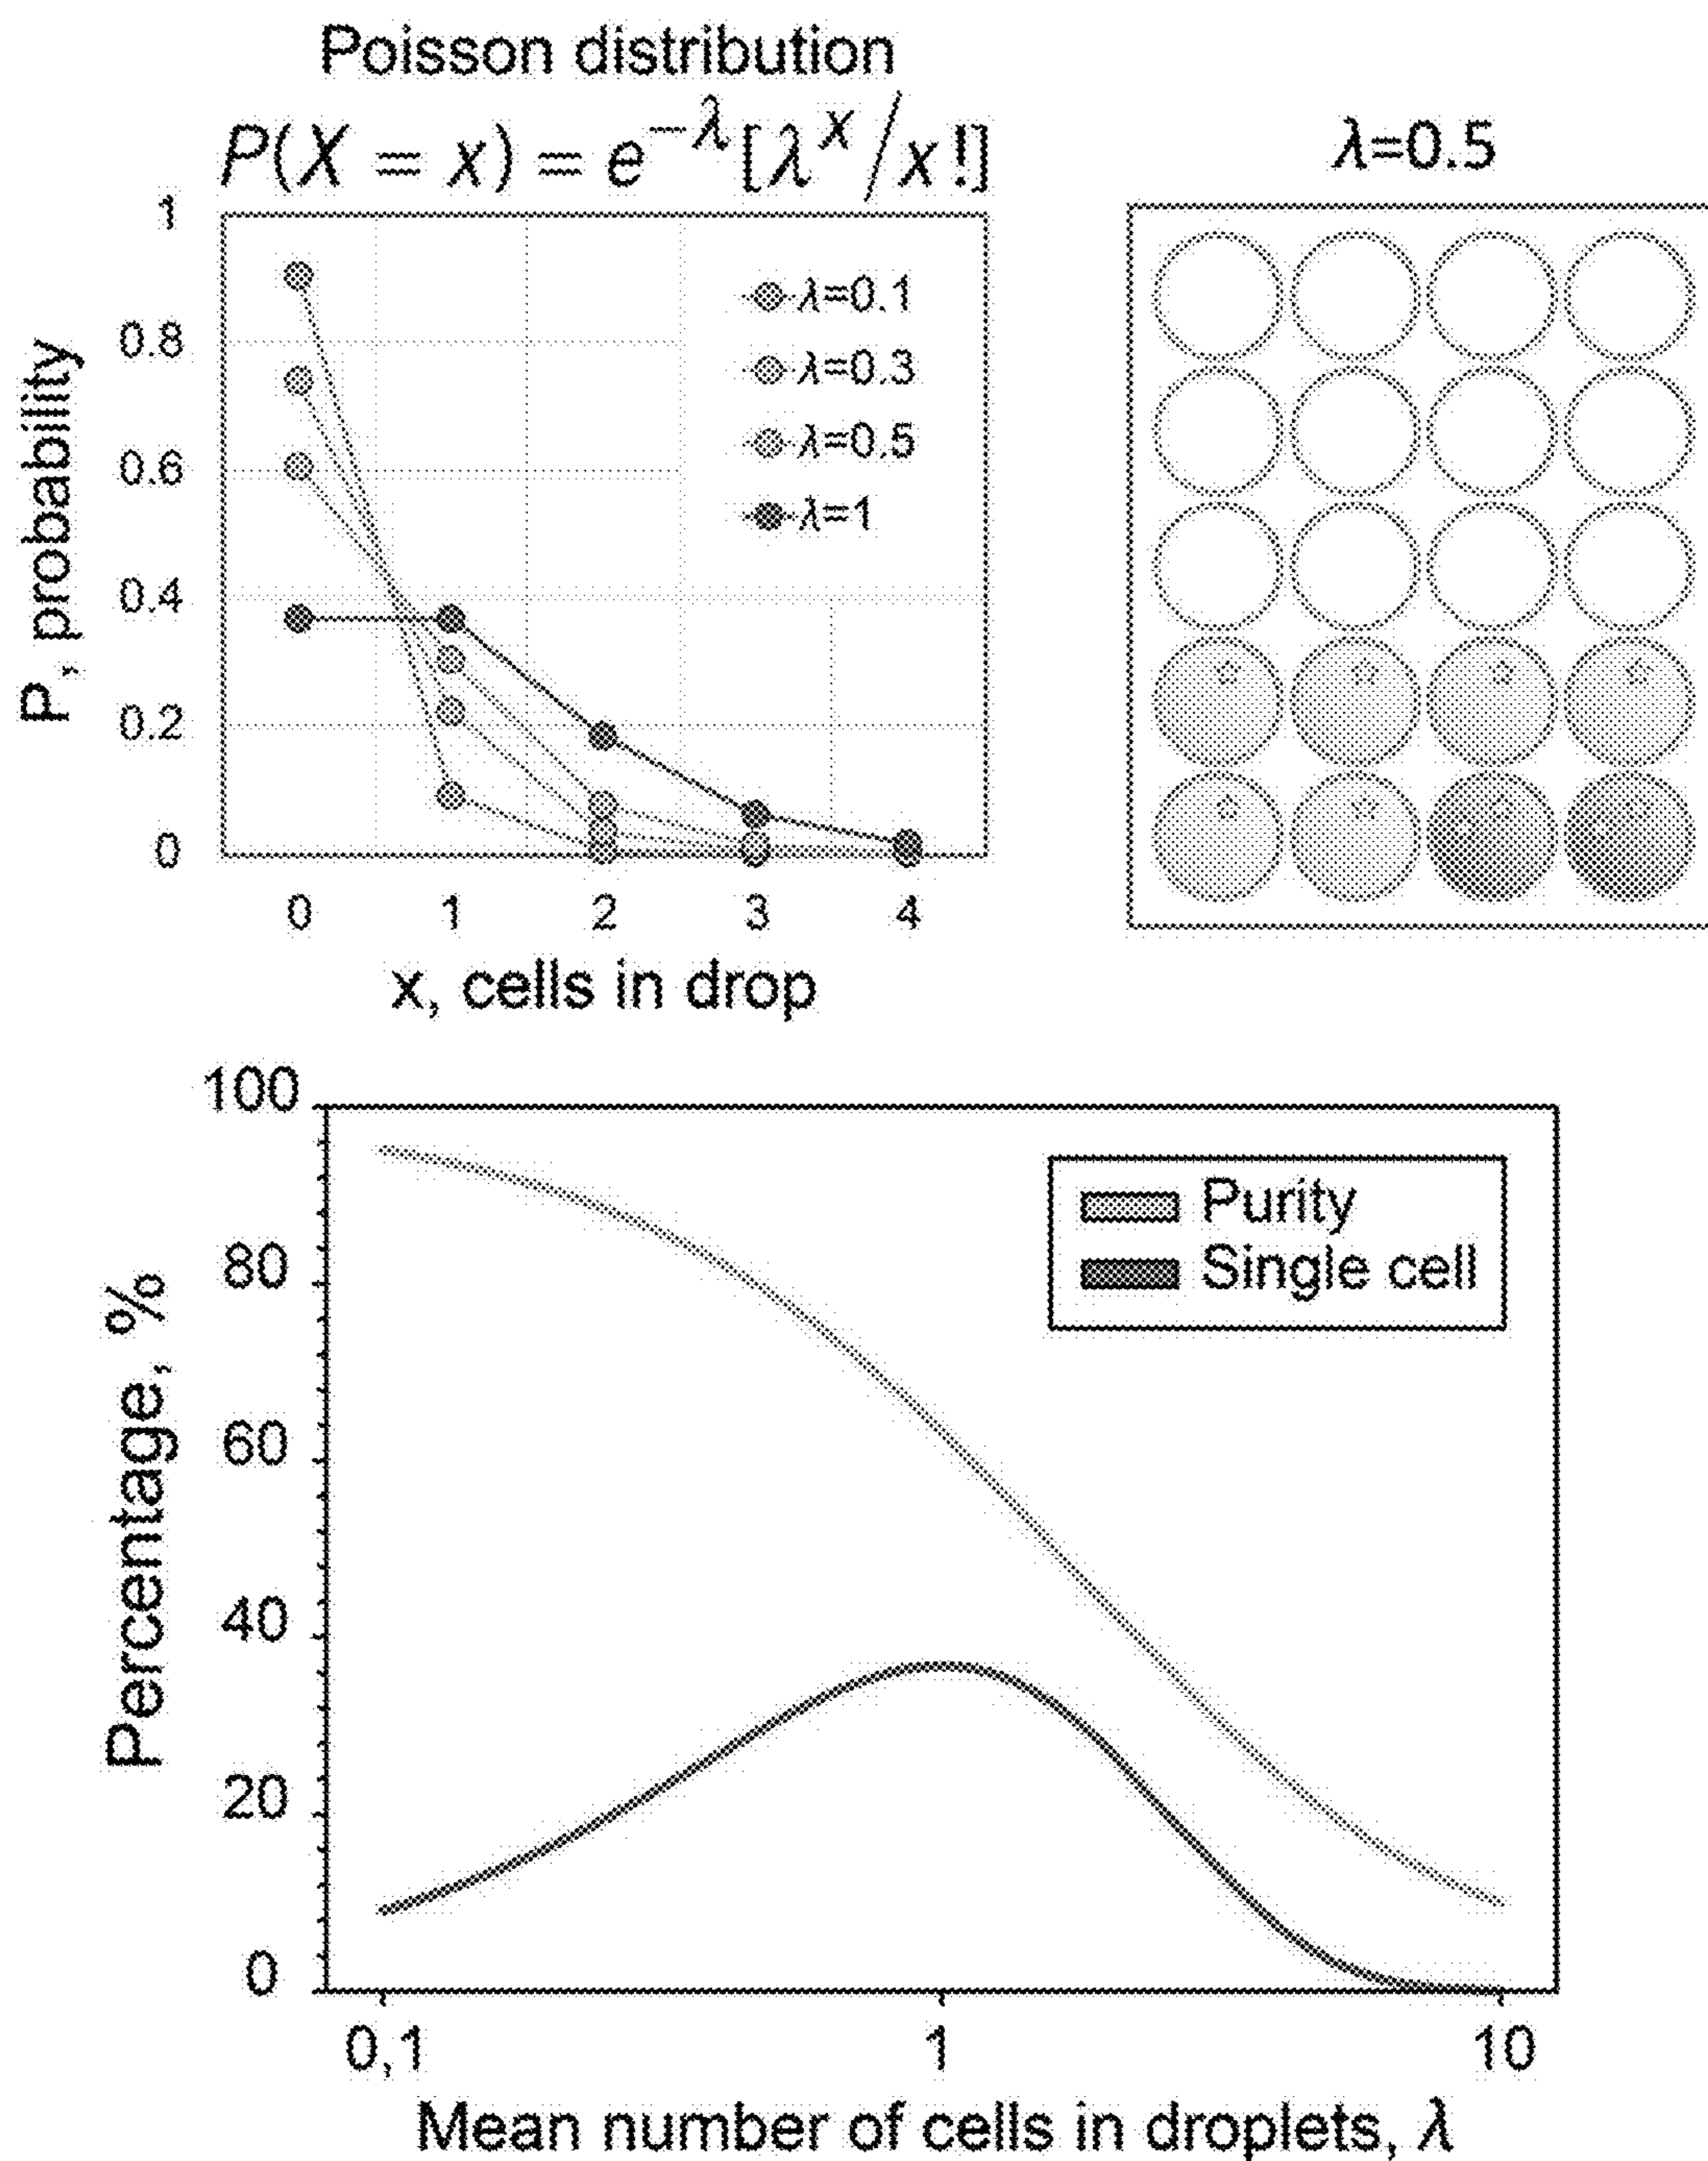 Poisson distribution
P(X = x) = e^{-λ}[λ^x/x!]
λ=0.5
1
0.8
0.6
0.4
0.2
0
P, probability
λ=0.1
λ=0.3
λ=0.5
λ=1
0 1 2 3 4
x, cells in drop
100
80
60
40
20
0
Percentage, %
Purity
Single cell
0,1 1 10
Mean number of cells in droplets, λ